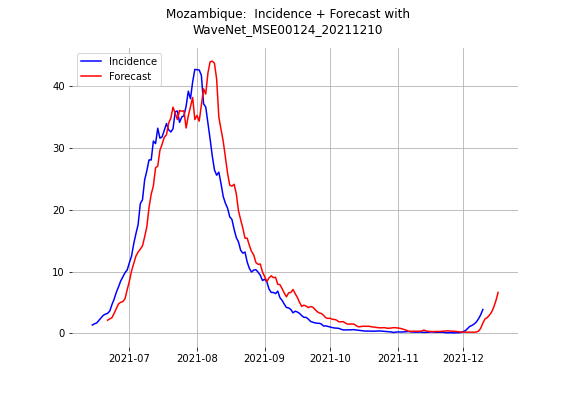 Mozambique:  Incidence + Forecast with
WaveNet_MSE00124_20211210
Incidence
Forecast
40
30
20
10
0
2021-07 2021-08 2021-09 2021-10 2021-11 2021-12